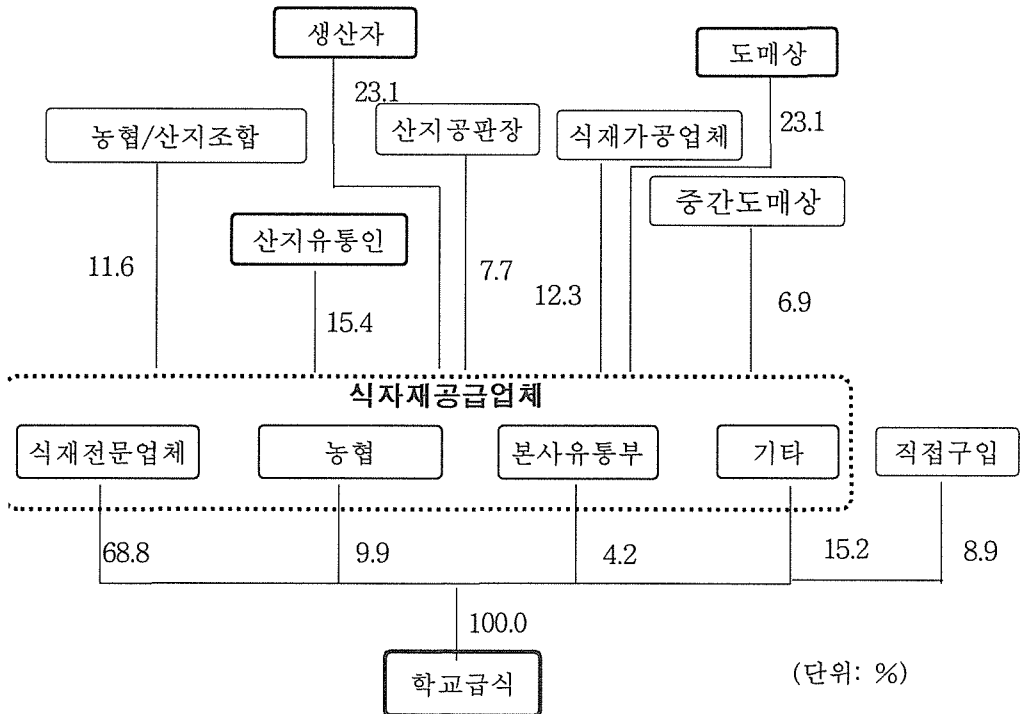 생산자
도매상
23.1
농협/산지조합
산지공판장
식재가공업체
23.1
중간도매상
산지유통인
11.6
7.7
12.3
6.9
15.4
식자재공급업체
식재전문업체
농협
본사유통부
기타
직접구입
68.8
9.9
4.2
15.2
8.9
100.0
학교급식
(단위: %)